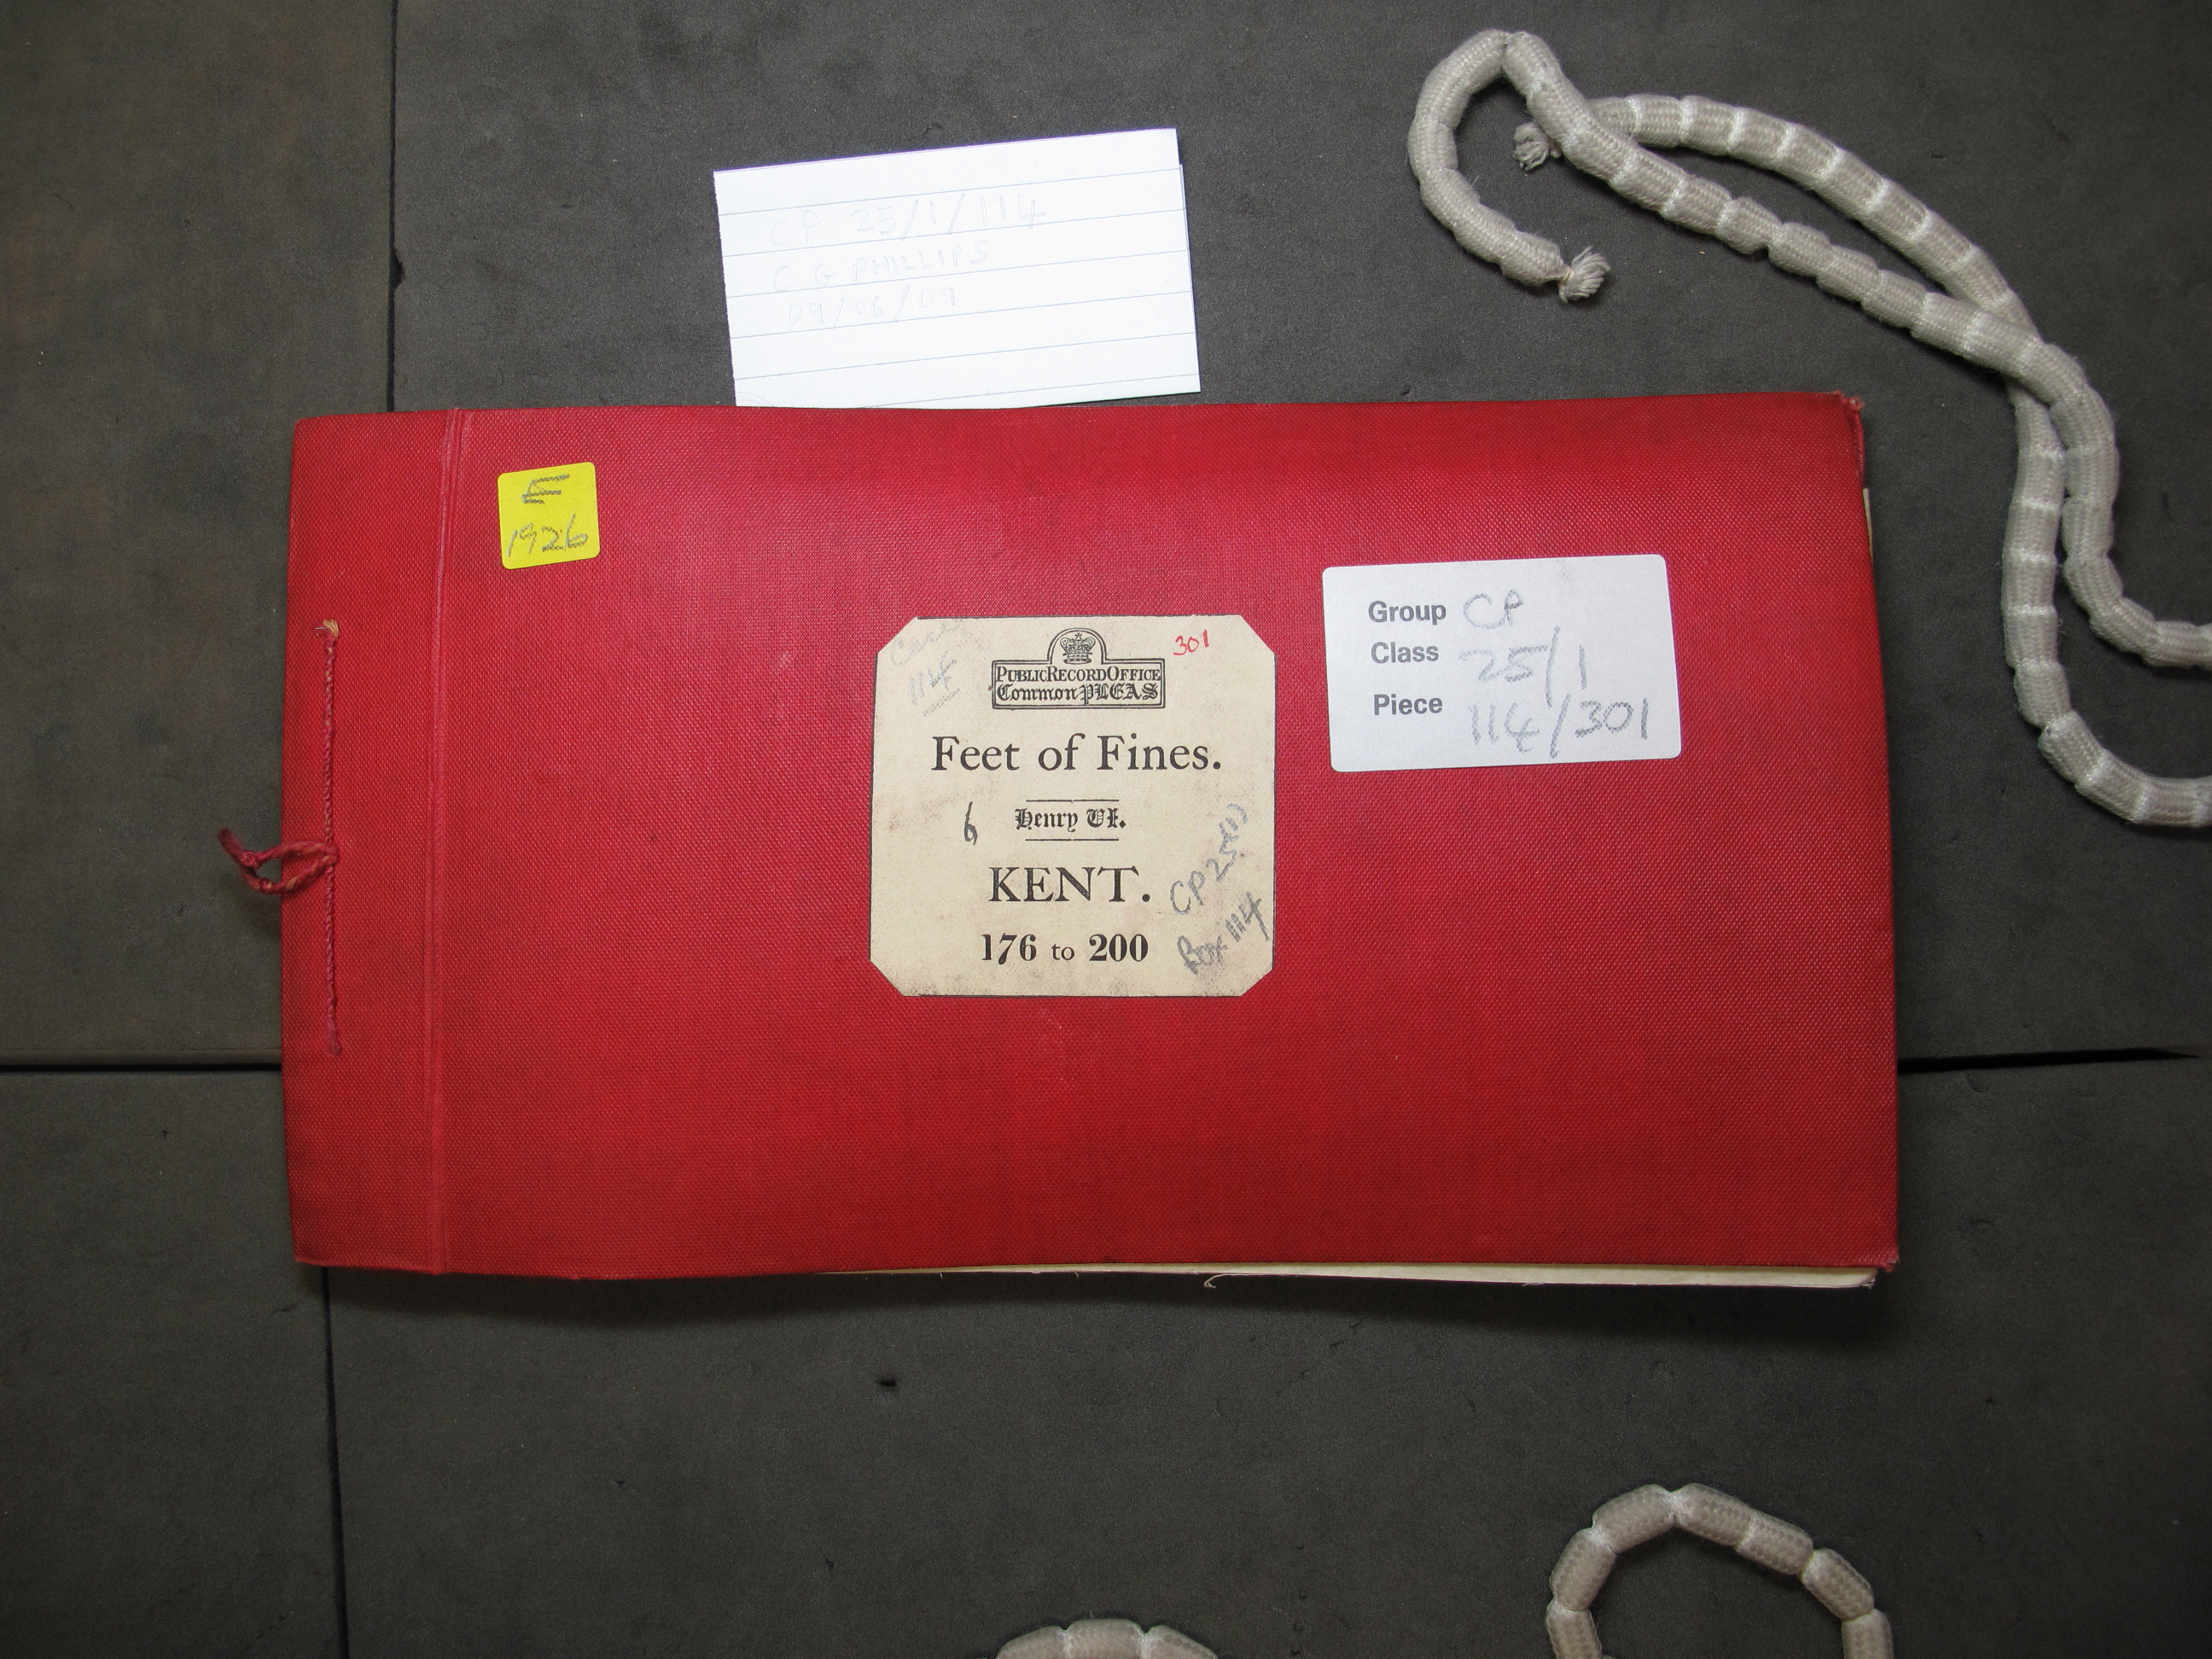 CP 25/1/114
C G PHILLIPS
09/06/09
E
1926
Case
114
301
PUBLIC RECORD OFFICE
Common PLEAS
Feet of Fines.
6 Henry VI.
KENT.
176 to 200
CP 25(1)
Box 114
Group CP
Class 25/1
Piece 114/301